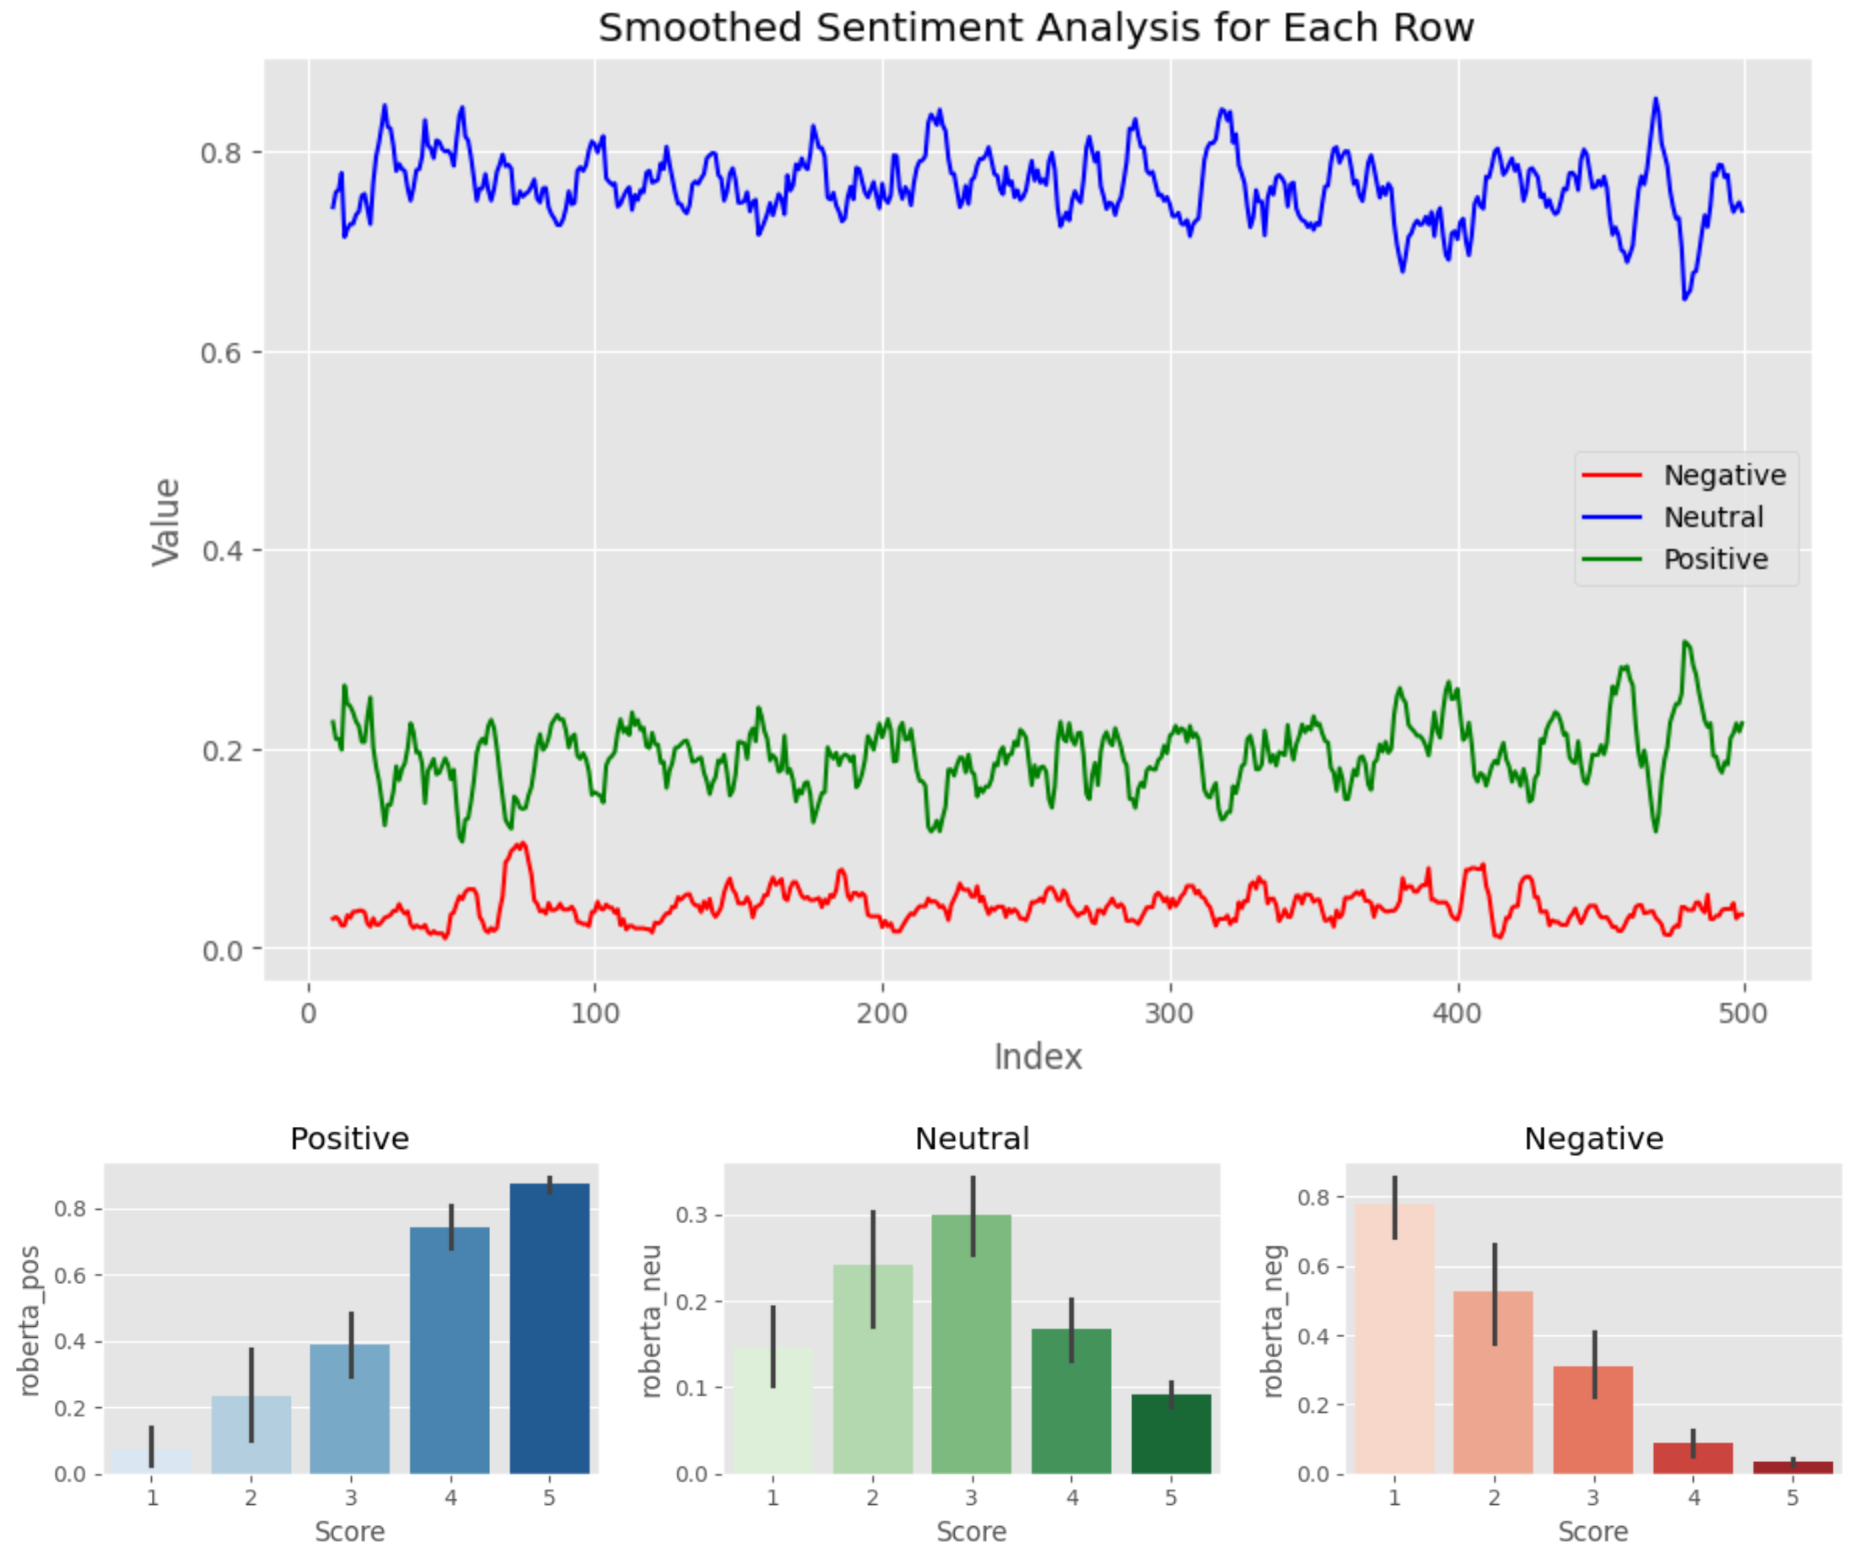 Smoothed Sentiment Analysis for Each Row
Value
0.8
0.6
0.4
0.2
0.0
Negative
Neutral
Positive
0 100 200 300 400 500
Index
Positive
roberta_pos
0.8
0.6
0.4
0.2
0.0
1 2 3 4 5
Score
Neutral
roberta_neu
0.3
0.2
0.1
0.0
1 2 3 4 5
Score
Negative
roberta_neg
0.8
0.6
0.4
0.2
0.0
1 2 3 4 5
Score